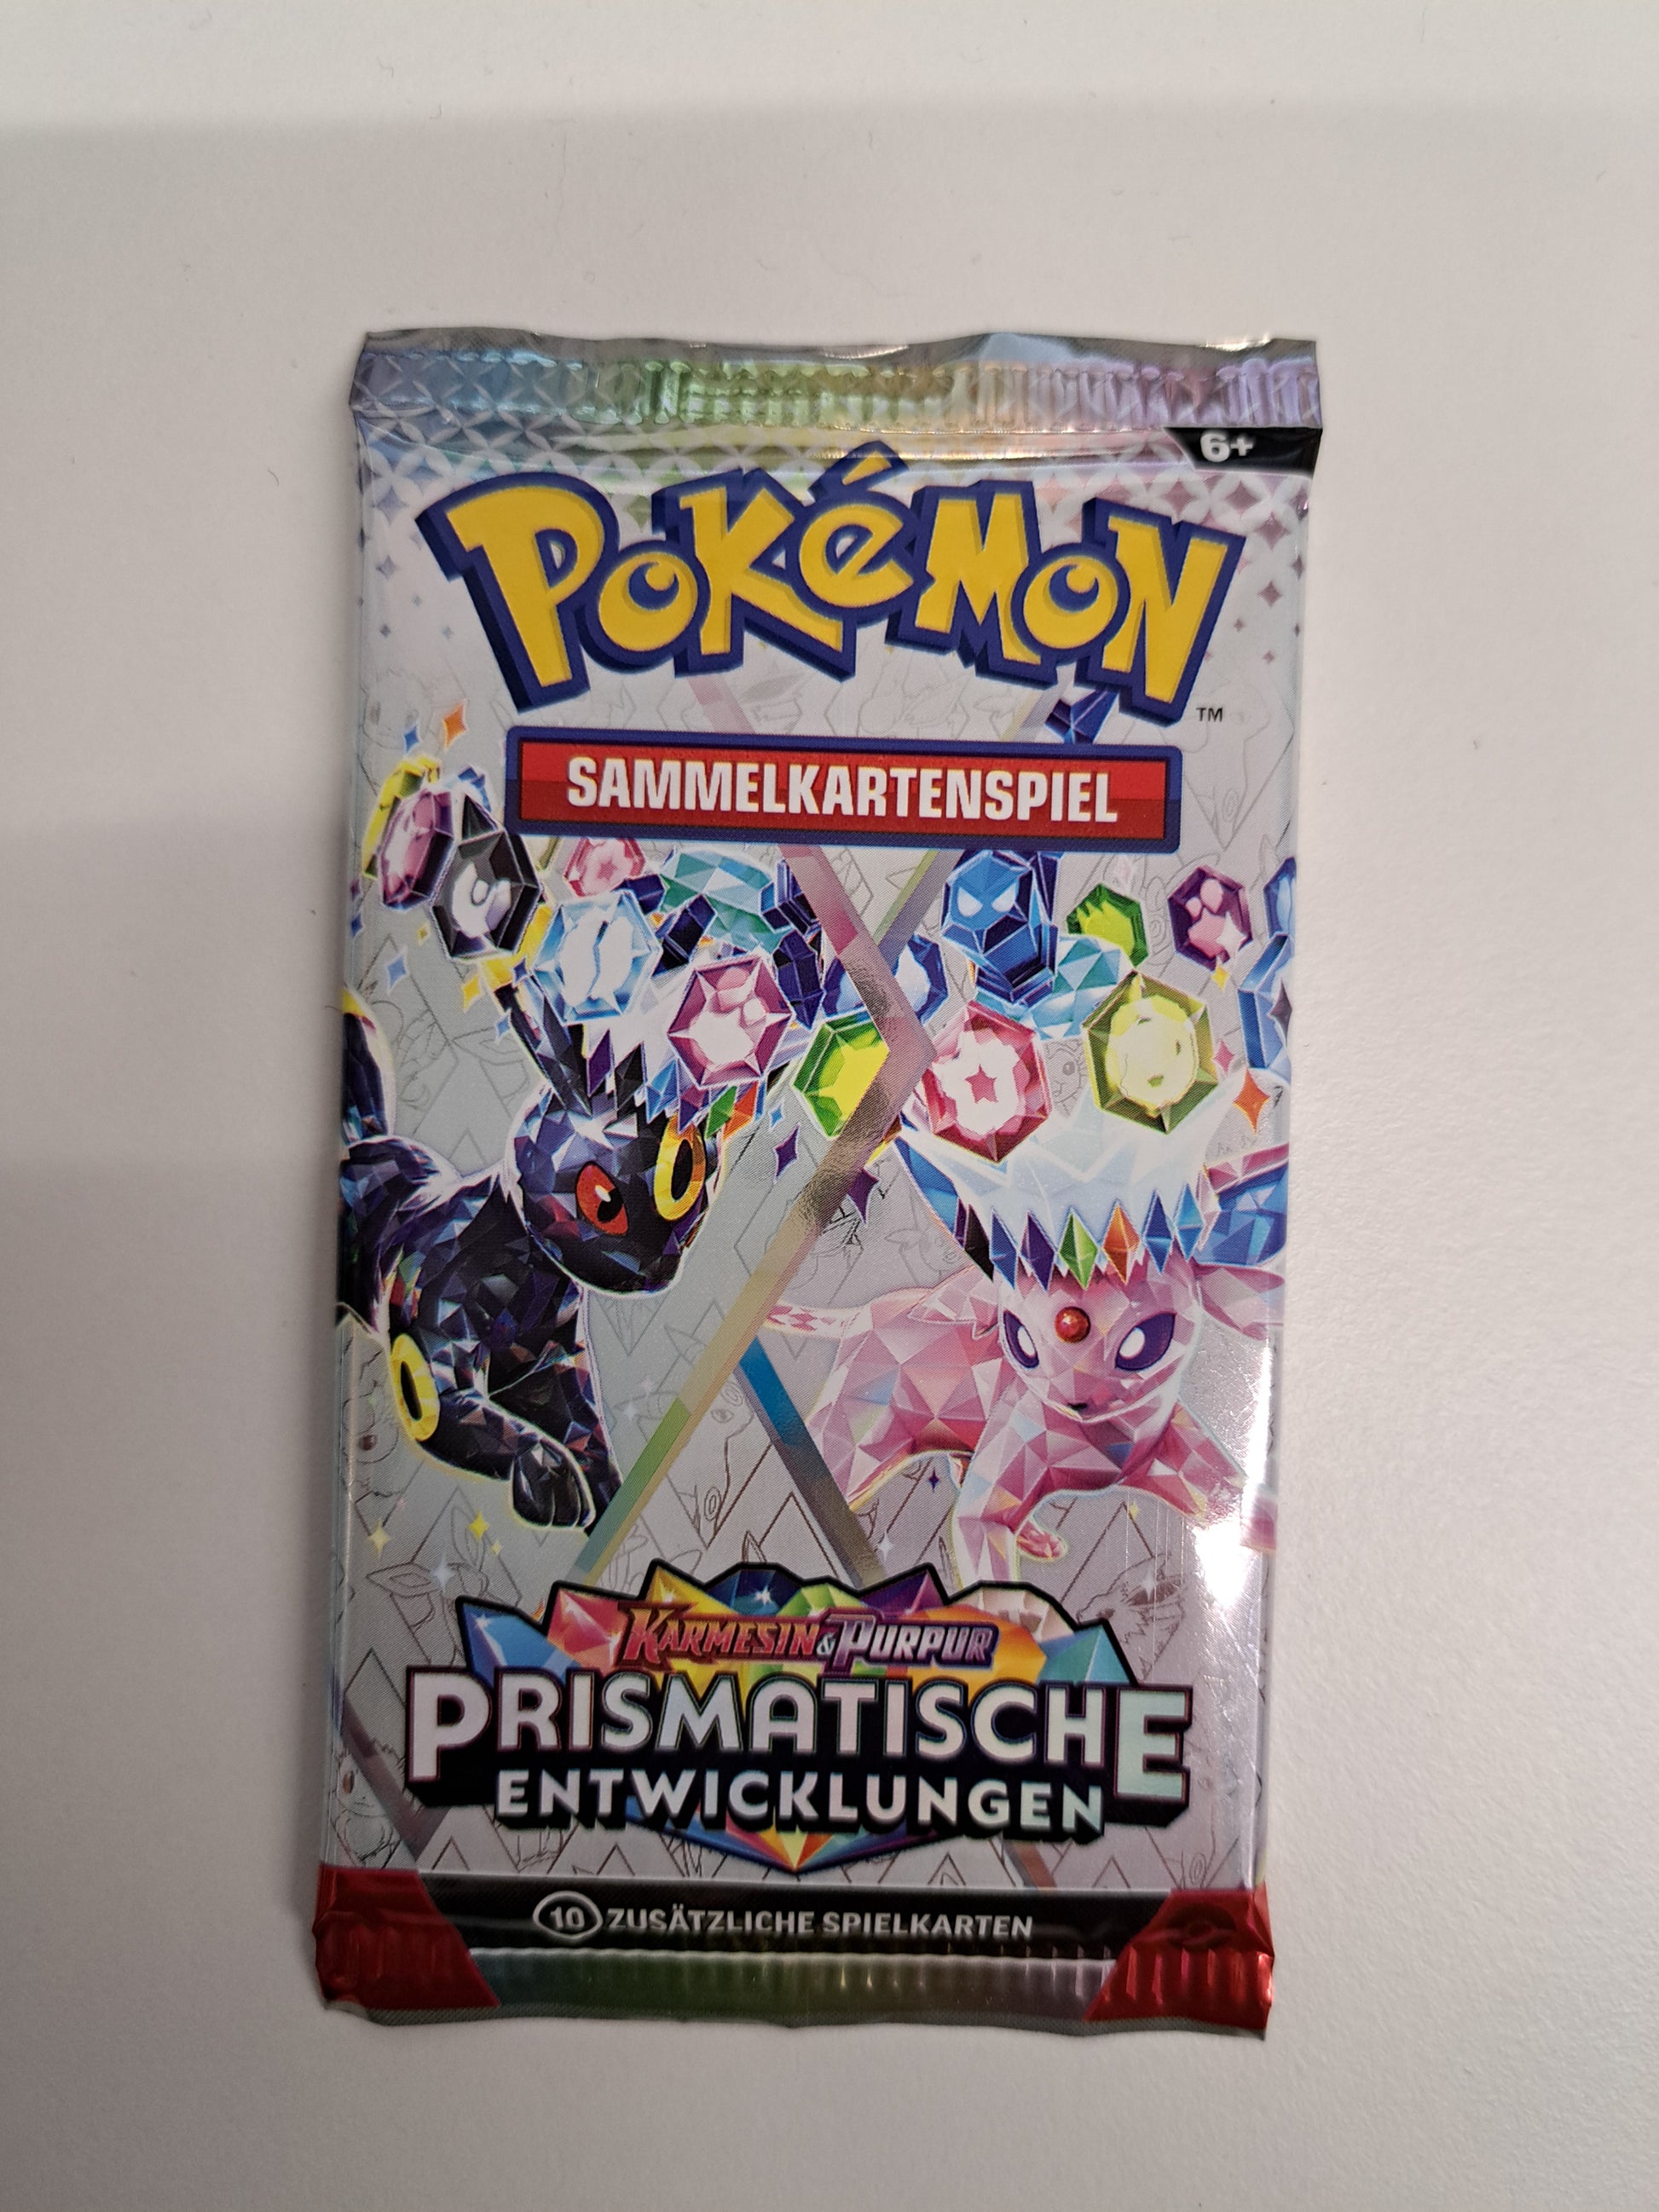 6+
POKÉMON
TM
SAMMELKARTENSPIEL
KARMESIN & PURPUR
PRISMATISCHE
ENTWICKLUNGEN
10 ZUSÄTZLICHE SPIELKARTEN